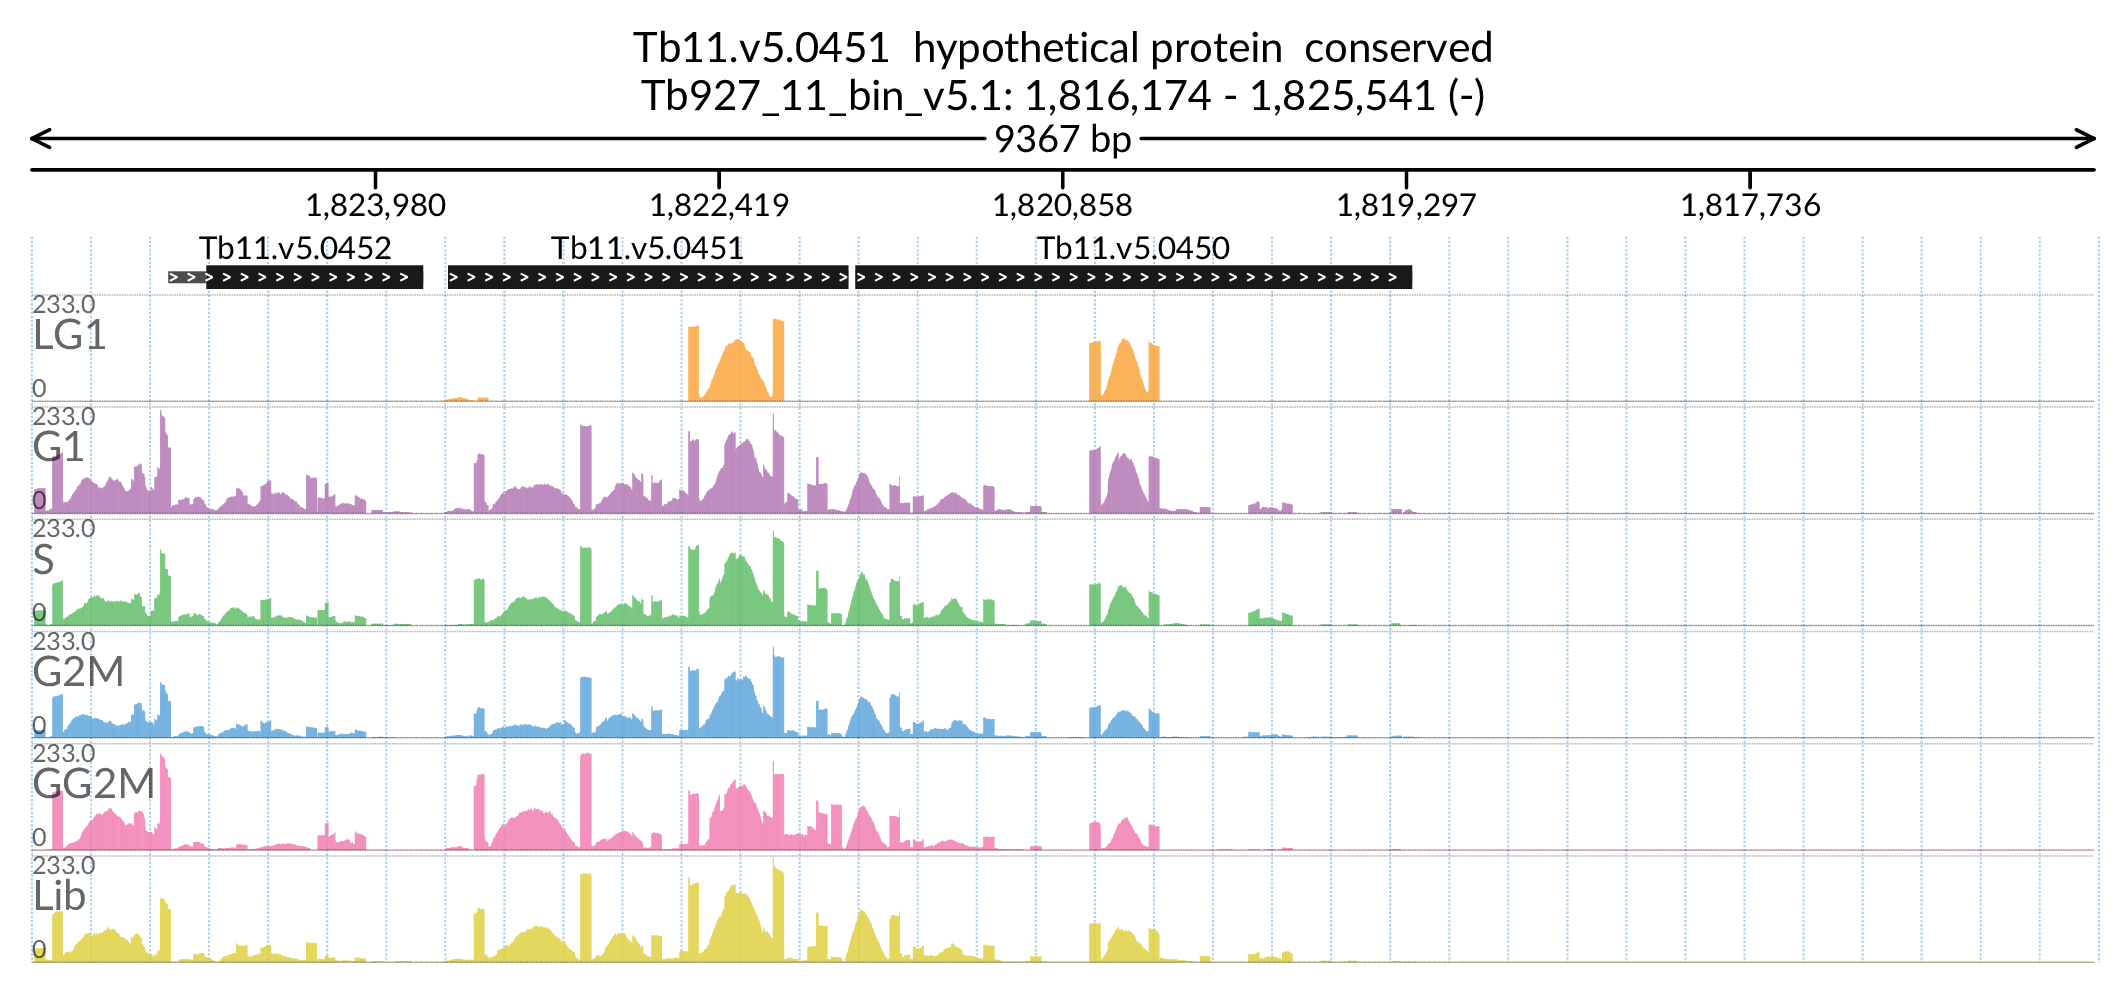 Tb11.v5.0451 hypothetical protein conserved
Tb927_11_bin_v5.1: 1,816,174 - 1,825,541 (-)
9367 bp
1,823,980 1,822,419 1,820,858 1,819,297 1,817,736
Tb11.v5.0452 Tb11.v5.0451 Tb11.v5.0450
233.0
LG1
0
233.0
G1
0
233.0
S
0
233.0
G2M
0
233.0
GG2M
0
233.0
Lib
0